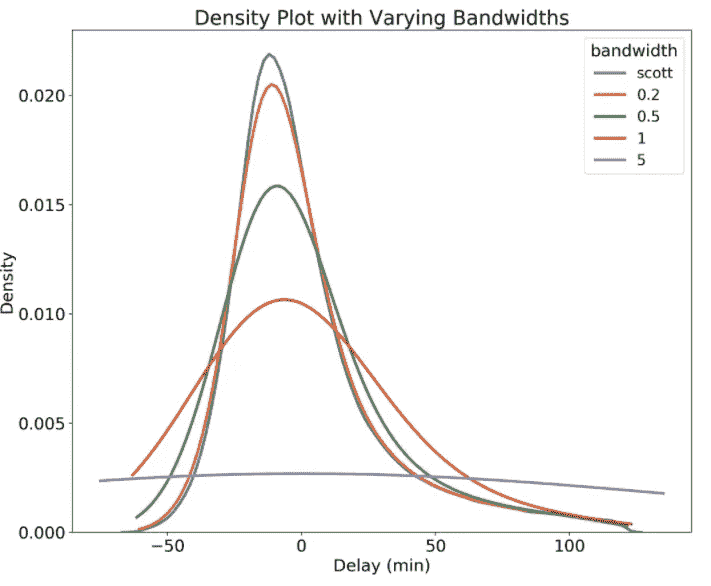 Density Plot with Varying Bandwidths
bandwidth
scott
0.2
0.5
1
5
0.020
0.015
0.010
0.005
0.000
Density
−50 0 50 100
Delay (min)